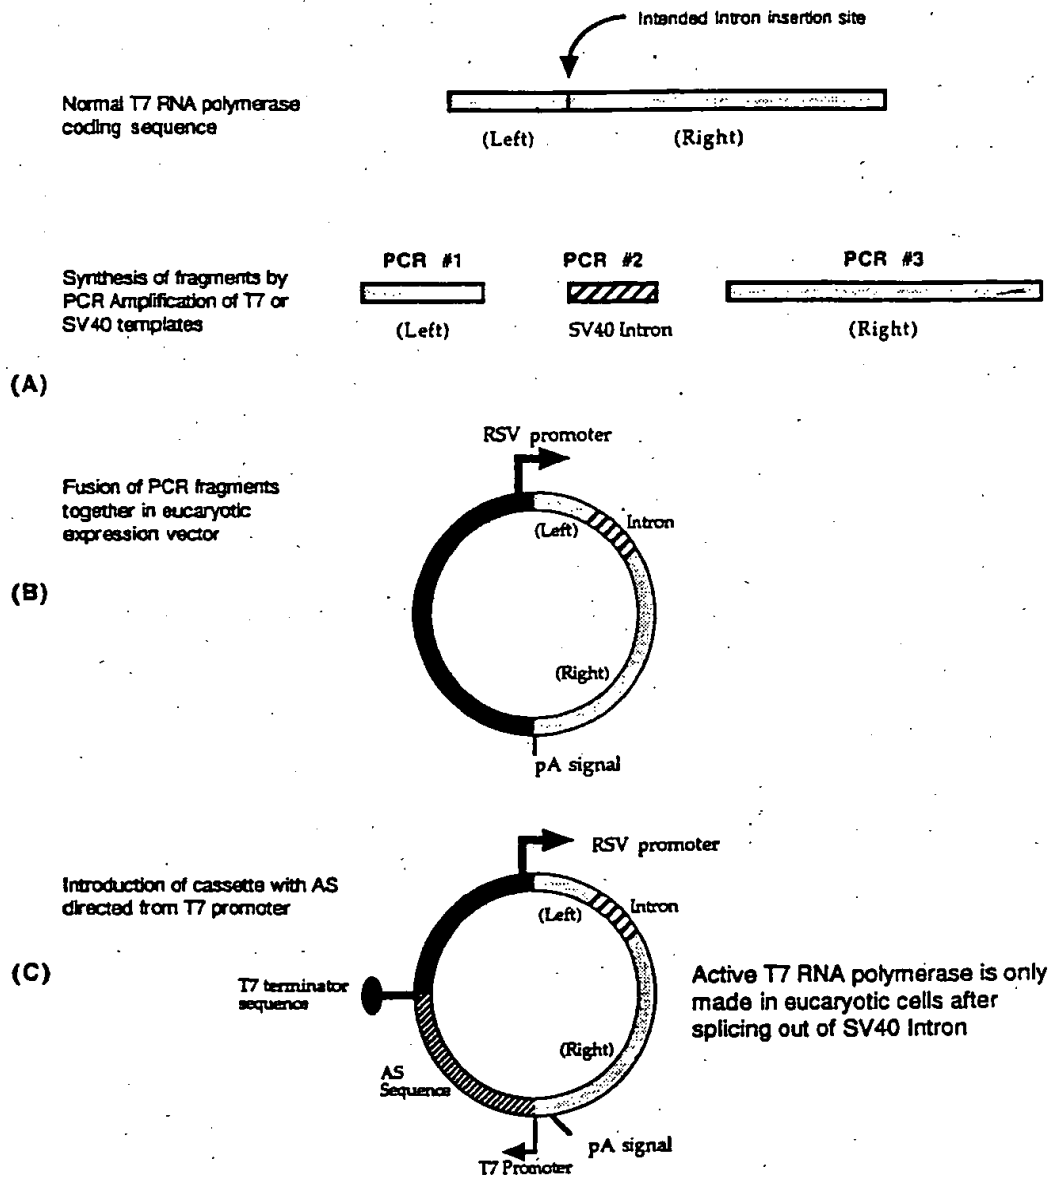 Intended Intron insertion site
Normal T7 RNA polymerase
coding sequence
(Left)
(Right)
Synthesis of fragments by
PCR Amplification of T7 or
SV40 templates
PCR #1
PCR #2
PCR #3
(Left)
SV40 Intron
(Right)
(A)
RSV promoter
Fusion of PCR fragments
together in eucaryotic
expression vector
(Left)
Intron
(B)
(Right)
pA signal
RSV promoter
Introduction of cassette with AS
directed from T7 promoter
(Left)
Intron
(C)
T7 terminator
sequence
Active T7 RNA polymerase is only
made in eucaryotic cells after
splicing out of SV40 Intron
(Right)
AS
Sequence
pA signal
T7 Promoter